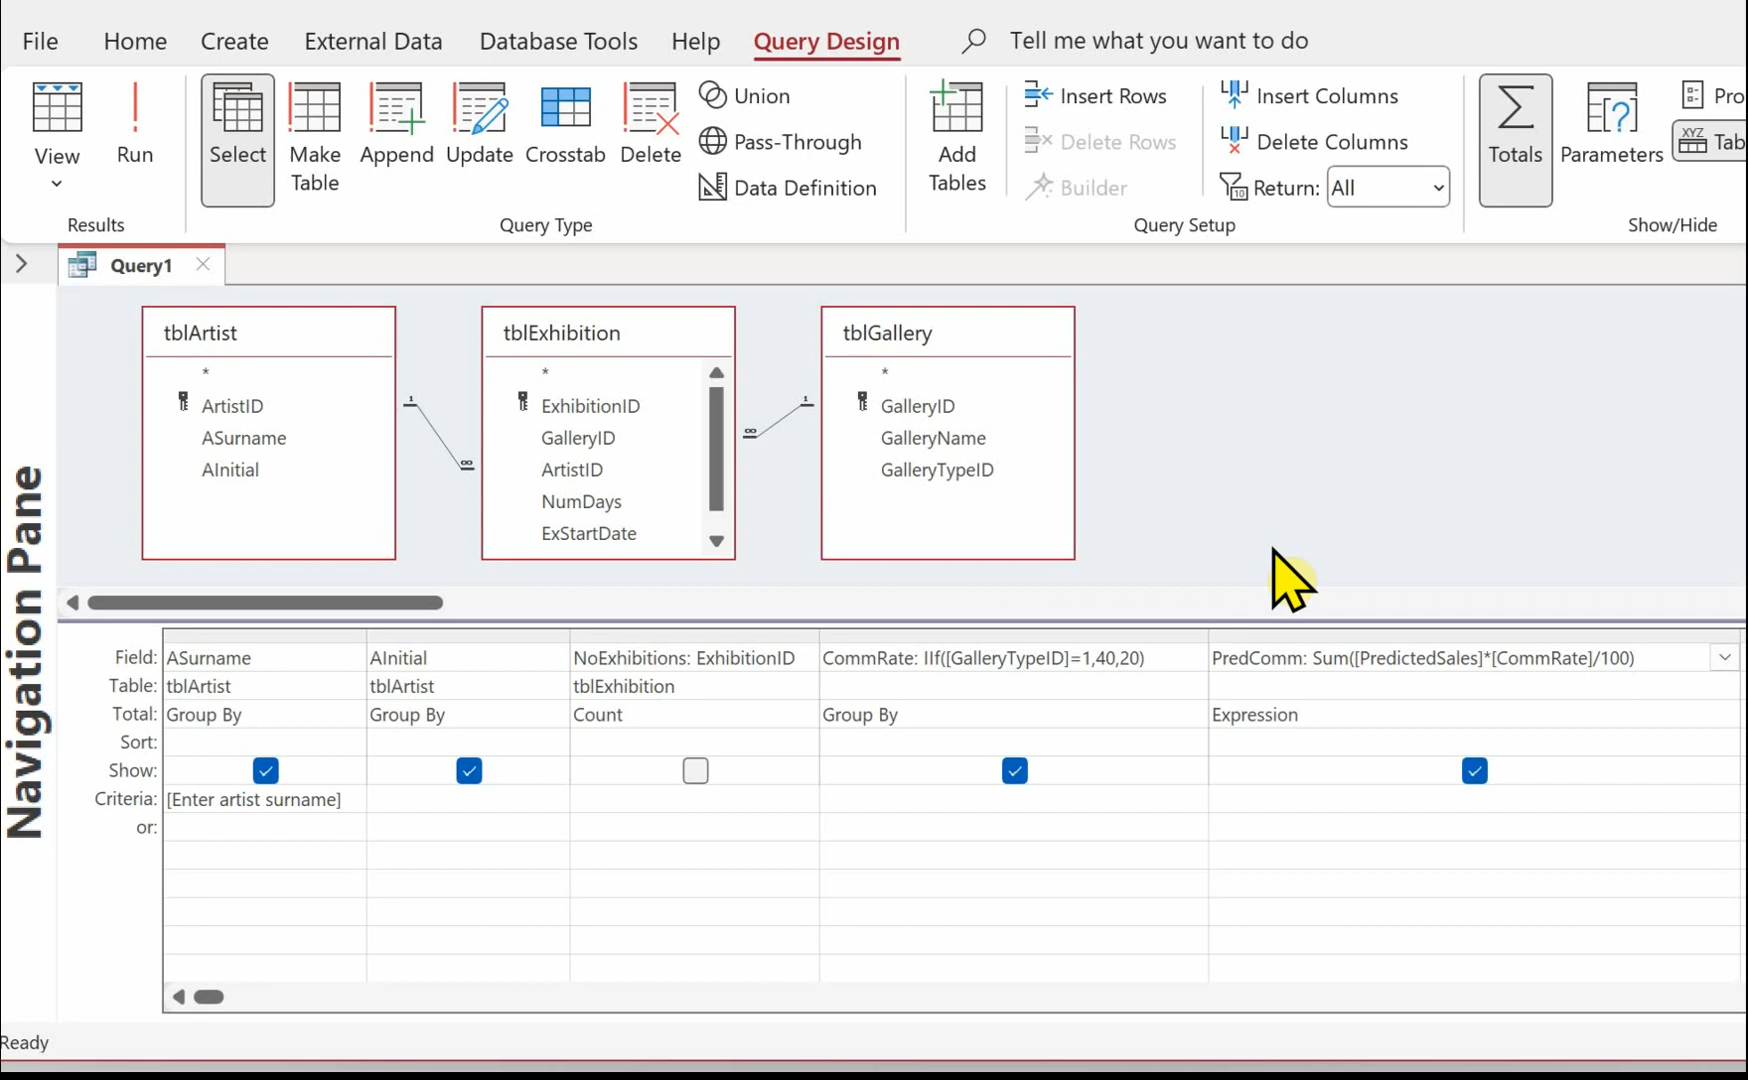 File Home Create External Data Database Tools Help Query Design Tell me what you want to do
View Run Select Make Table Append Update Crosstab Delete
Union
Pass-Through
Data Definition
Add Tables
Insert Rows
Delete Rows
Builder
Insert Columns
Delete Columns
Return: All
Totals Parameters
Pro
XYZ Tab
Results Query Type Query Setup Show/Hide
Query1
Navigation Pane
tblArtist
*
ArtistID
ASurname
AInitial
1
∞
tblExhibition
*
ExhibitionID
GalleryID
ArtistID
NumDays
ExStartDate
∞
1
tblGallery
*
GalleryID
GalleryName
GalleryTypeID
Field: ASurname AInitial NoExhibitions: ExhibitionID CommRate: IIf([GalleryTypeID]=1,40,20) PredComm: Sum([PredictedSales]*[CommRate]/100)
Table: tblArtist tblArtist tblExhibition
Total: Group By Group By Count Group By Expression
Sort:
Show:
Criteria: [Enter artist surname]
or:
Ready